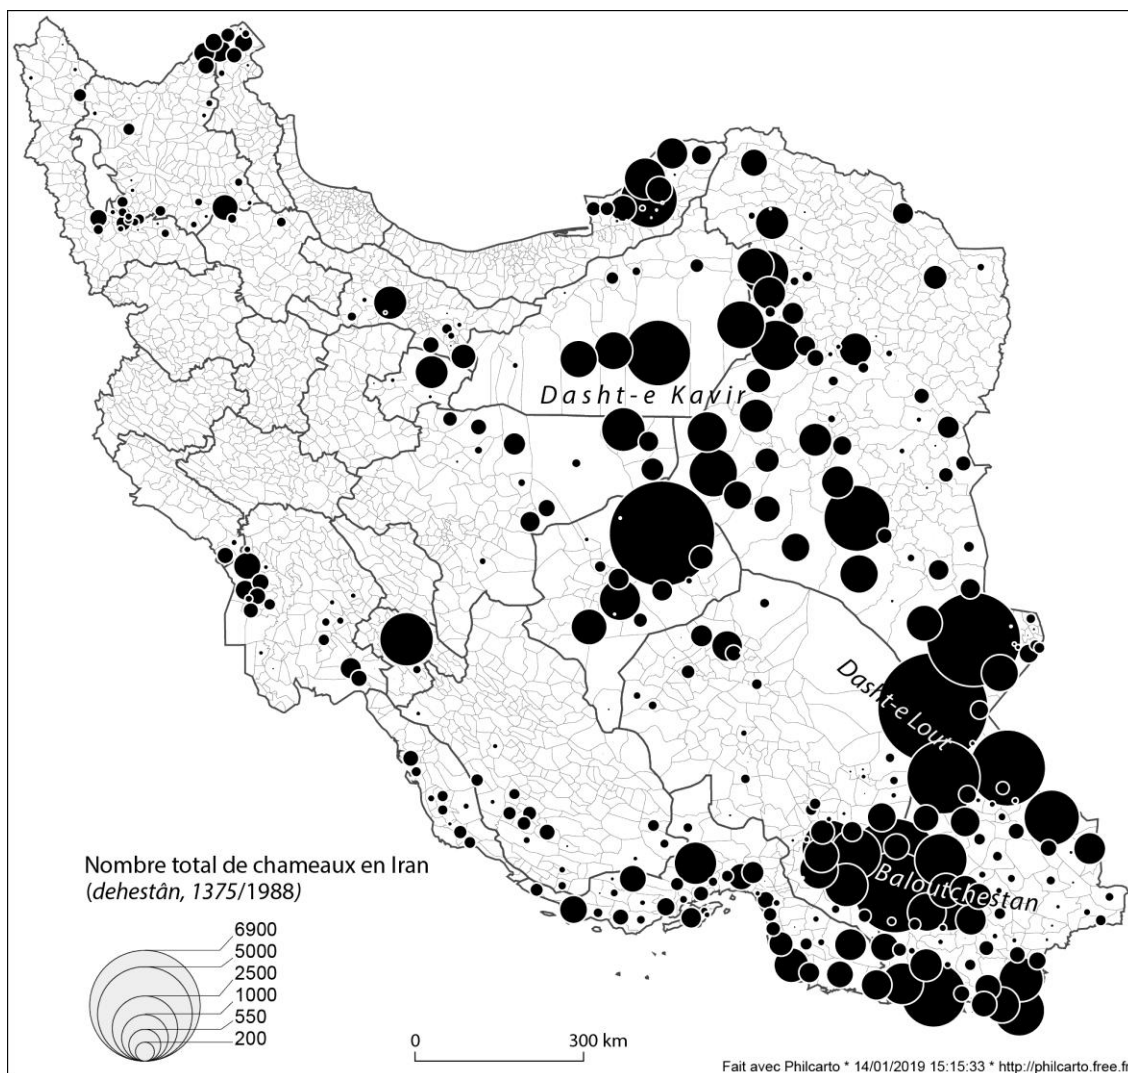 Dasht-e Kavir
Dasht-e Lout
Baloutchestan
Nombre total de chameaux en Iran
(dehestân, 1375/1988)
6900
5000
2500
1000
550
200
0 300 km
Fait avec Philcarto * 14/01/2019 15:15:33 * http://philcarto.free.fr